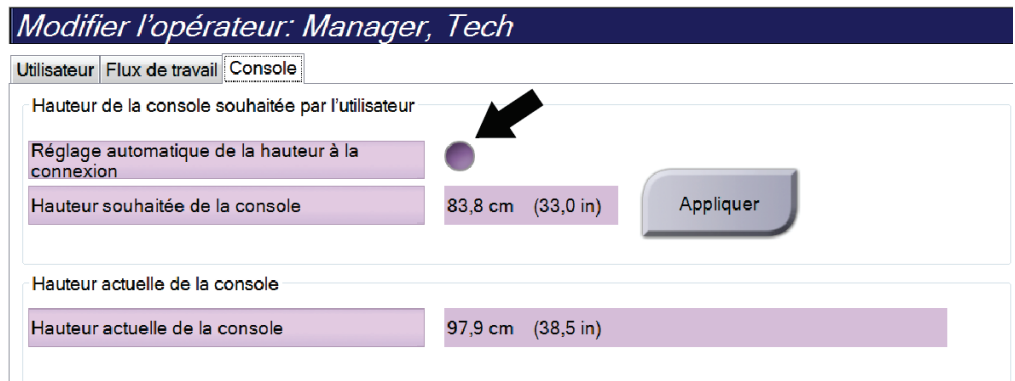 Modifier l’opérateur: Manager, Tech
Utilisateur Flux de travail Console
Hauteur de la console souhaitée par l’utilisateur
Réglage automatique de la hauteur à la
connexion
Hauteur souhaitée de la console 83,8 cm (33,0 in) Appliquer
Hauteur actuelle de la console
Hauteur actuelle de la console 97,9 cm (38,5 in)